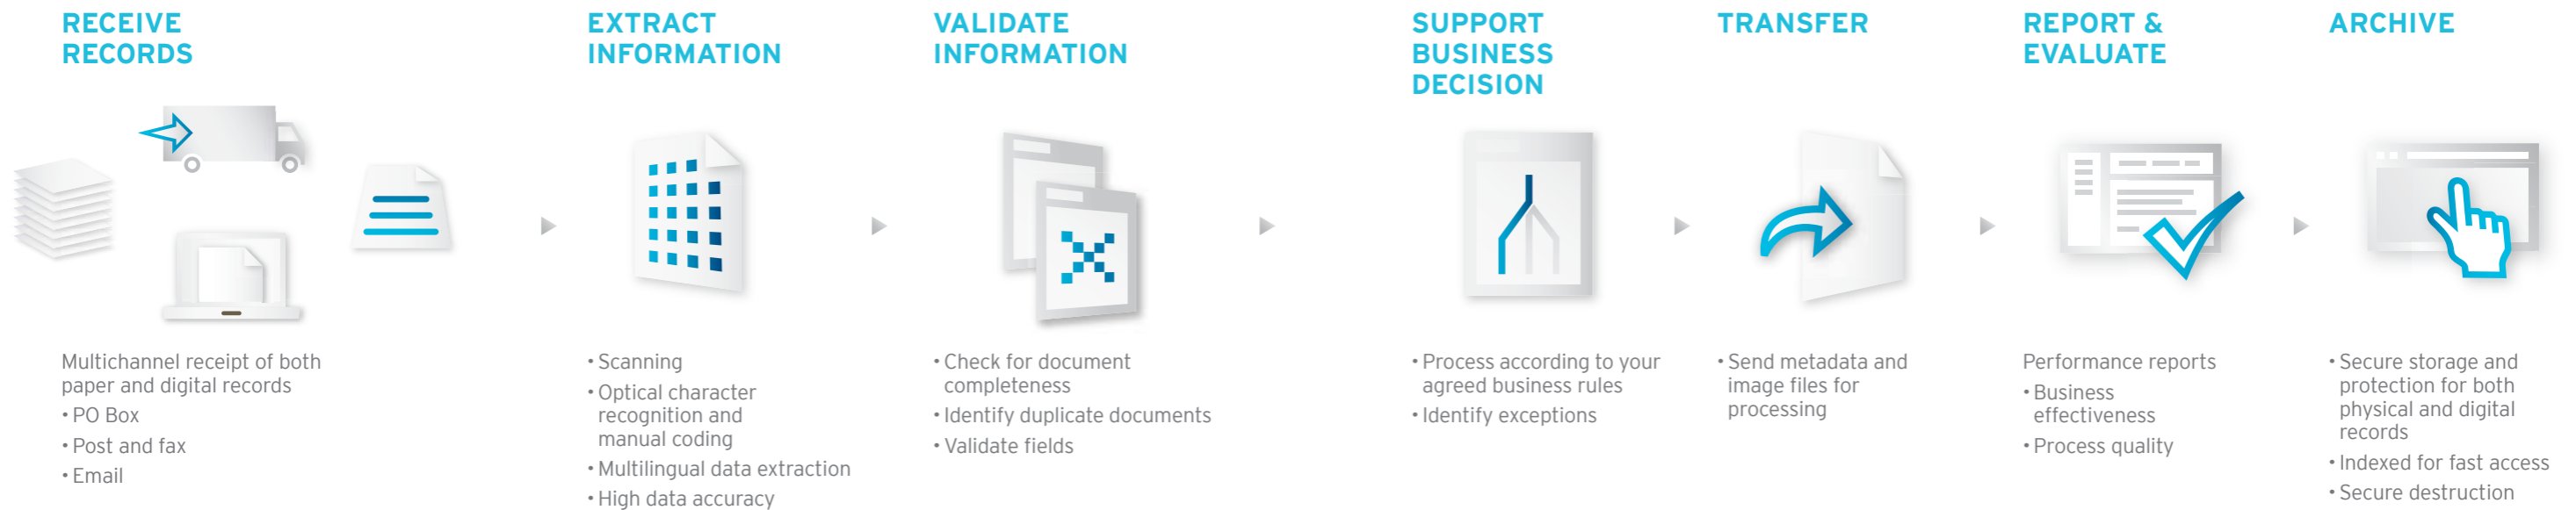 RECEIVE
RECORDS
Multichannel receipt of both
paper and digital records
• PO Box
• Post and fax
• Email
EXTRACT
INFORMATION
• Scanning
• Optical character
recognition and
manual coding
• Multilingual data extraction
• High data accuracy
VALIDATE
INFORMATION
• Check for document
completeness
• Identify duplicate documents
• Validate fields
SUPPORT
BUSINESS
DECISION
• Process according to your
agreed business rules
• Identify exceptions
TRANSFER
• Send metadata and
image files for
processing
REPORT &
EVALUATE
Performance reports
• Business
effectiveness
• Process quality
ARCHIVE
• Secure storage and
protection for both
physical and digital
records
• Indexed for fast access
• Secure destruction